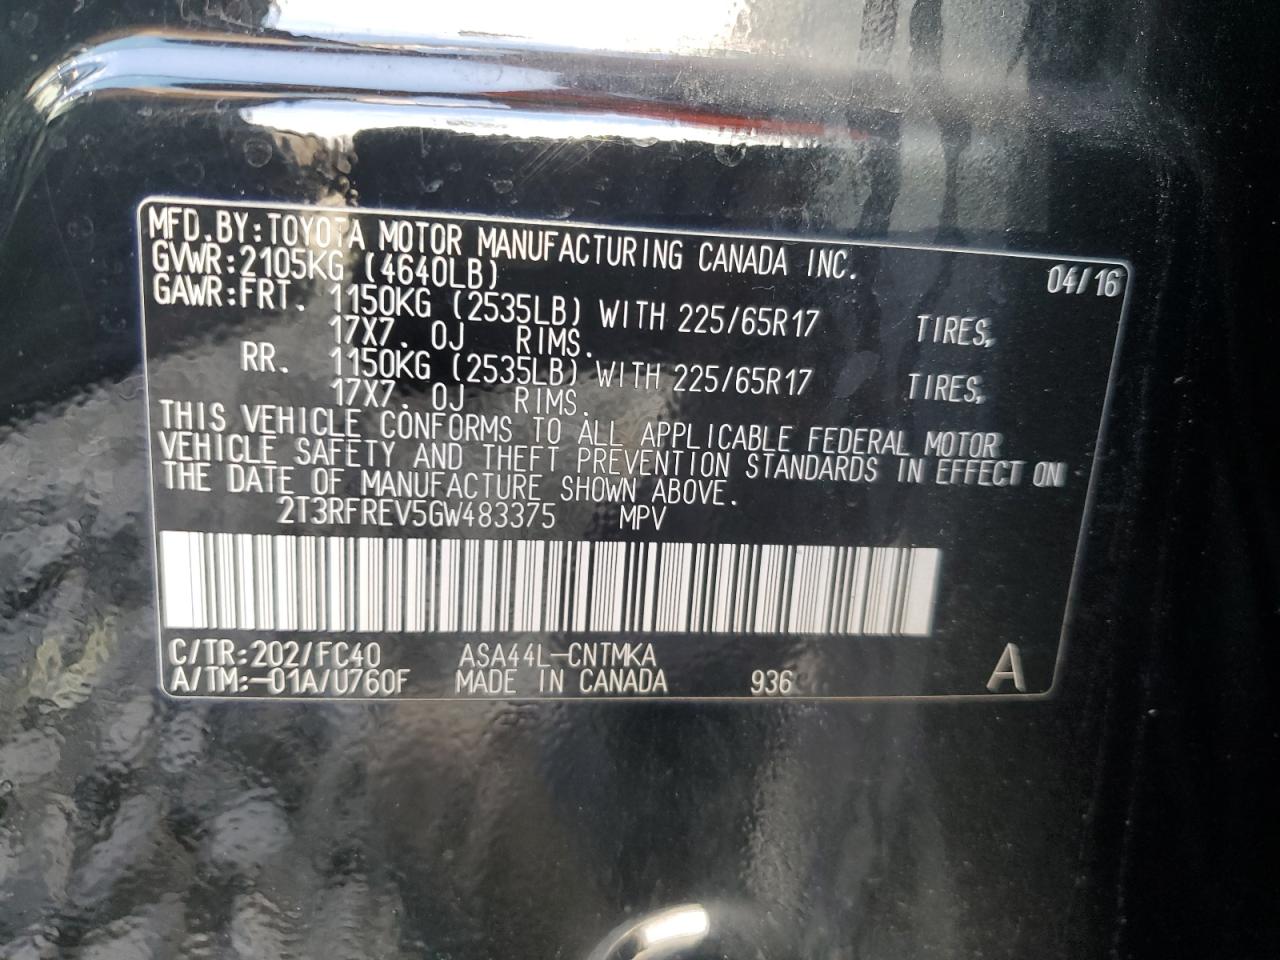 MFD.BY:TOYOTA MOTOR MANUFACTURING CANADA INC.
GVWR:2105KG (4640LB) 04/16
GAWR:FRT. 1150KG (2535LB) WITH 225/65R17 TIRES,
17X7. 0J RIMS.
RR. 1150KG (2535LB) WITH 225/65R17 TIRES,
17X7. 0J RIMS.
THIS VEHICLE CONFORMS TO ALL APPLICABLE FEDERAL MOTOR
VEHICLE SAFETY AND THEFT PREVENTION STANDARDS IN EFFECT ON
THE DATE OF MANUFACTURE SHOWN ABOVE.
2T3RFREV5GW483375 MPV
C/TR:202/FC40 ASA44L-CNTMKA
A/TM:-01A/U760F MADE IN CANADA 936 A